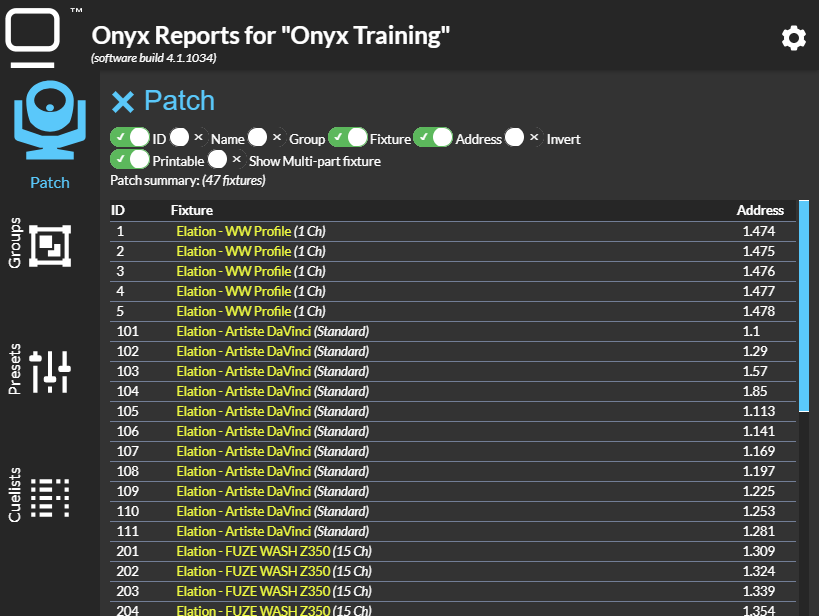 ™
Onyx Reports for "Onyx Training"
(software build 4.1.1034)
Patch
Groups
Presets
Cuelists
Patch
ID Name Group Fixture Address Invert
Printable Show Multi-part fixture
Patch summary: (47 fixtures)
ID Fixture Address
1 Elation - WW Profile (1 Ch) 1.474
2 Elation - WW Profile (1 Ch) 1.475
3 Elation - WW Profile (1 Ch) 1.476
4 Elation - WW Profile (1 Ch) 1.477
5 Elation - WW Profile (1 Ch) 1.478
101 Elation - Artiste DaVinci (Standard) 1.1
102 Elation - Artiste DaVinci (Standard) 1.29
103 Elation - Artiste DaVinci (Standard) 1.57
104 Elation - Artiste DaVinci (Standard) 1.85
105 Elation - Artiste DaVinci (Standard) 1.113
106 Elation - Artiste DaVinci (Standard) 1.141
107 Elation - Artiste DaVinci (Standard) 1.169
108 Elation - Artiste DaVinci (Standard) 1.197
109 Elation - Artiste DaVinci (Standard) 1.225
110 Elation - Artiste DaVinci (Standard) 1.253
111 Elation - Artiste DaVinci (Standard) 1.281
201 Elation - FUZE WASH Z350 (15 Ch) 1.309
202 Elation - FUZE WASH Z350 (15 Ch) 1.324
203 Elation - FUZE WASH Z350 (15 Ch) 1.339
204 Elation - FUZE WASH Z350 (15 Ch) 1.354